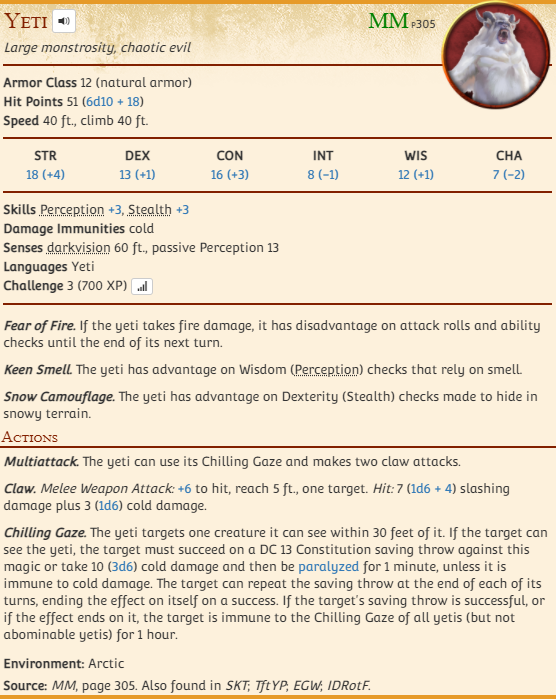 Yeti
MM P305
Large monstrosity, chaotic evil
Armor Class 12 (natural armor)
Hit Points 51 (6d10 + 18)
Speed 40 ft., climb 40 ft.
STR DEX CON INT WIS CHA
18 (+4) 13 (+1) 16 (+3) 8 (−1) 12 (+1) 7 (−2)
Skills Perception +3, Stealth +3
Damage Immunities cold
Senses darkvision 60 ft., passive Perception 13
Languages Yeti
Challenge 3 (700 XP)
Fear of Fire. If the yeti takes fire damage, it has disadvantage on attack rolls and ability
checks until the end of its next turn.
Keen Smell. The yeti has advantage on Wisdom (Perception) checks that rely on smell.
Snow Camouflage. The yeti has advantage on Dexterity (Stealth) checks made to hide in
snowy terrain.
Actions
Multiattack. The yeti can use its Chilling Gaze and makes two claw attacks.
Claw. Melee Weapon Attack: +6 to hit, reach 5 ft., one target. Hit: 7 (1d6 + 4) slashing
damage plus 3 (1d6) cold damage.
Chilling Gaze. The yeti targets one creature it can see within 30 feet of it. If the target can
see the yeti, the target must succeed on a DC 13 Constitution saving throw against this
magic or take 10 (3d6) cold damage and then be paralyzed for 1 minute, unless it is
immune to cold damage. The target can repeat the saving throw at the end of each of its
turns, ending the effect on itself on a success. If the target's saving throw is successful, or
if the effect ends on it, the target is immune to the Chilling Gaze of all yetis (but not
abominable yetis) for 1 hour.
Environment: Arctic
Source: MM, page 305. Also found in SKT; TftYP; EGW; IDRotF.